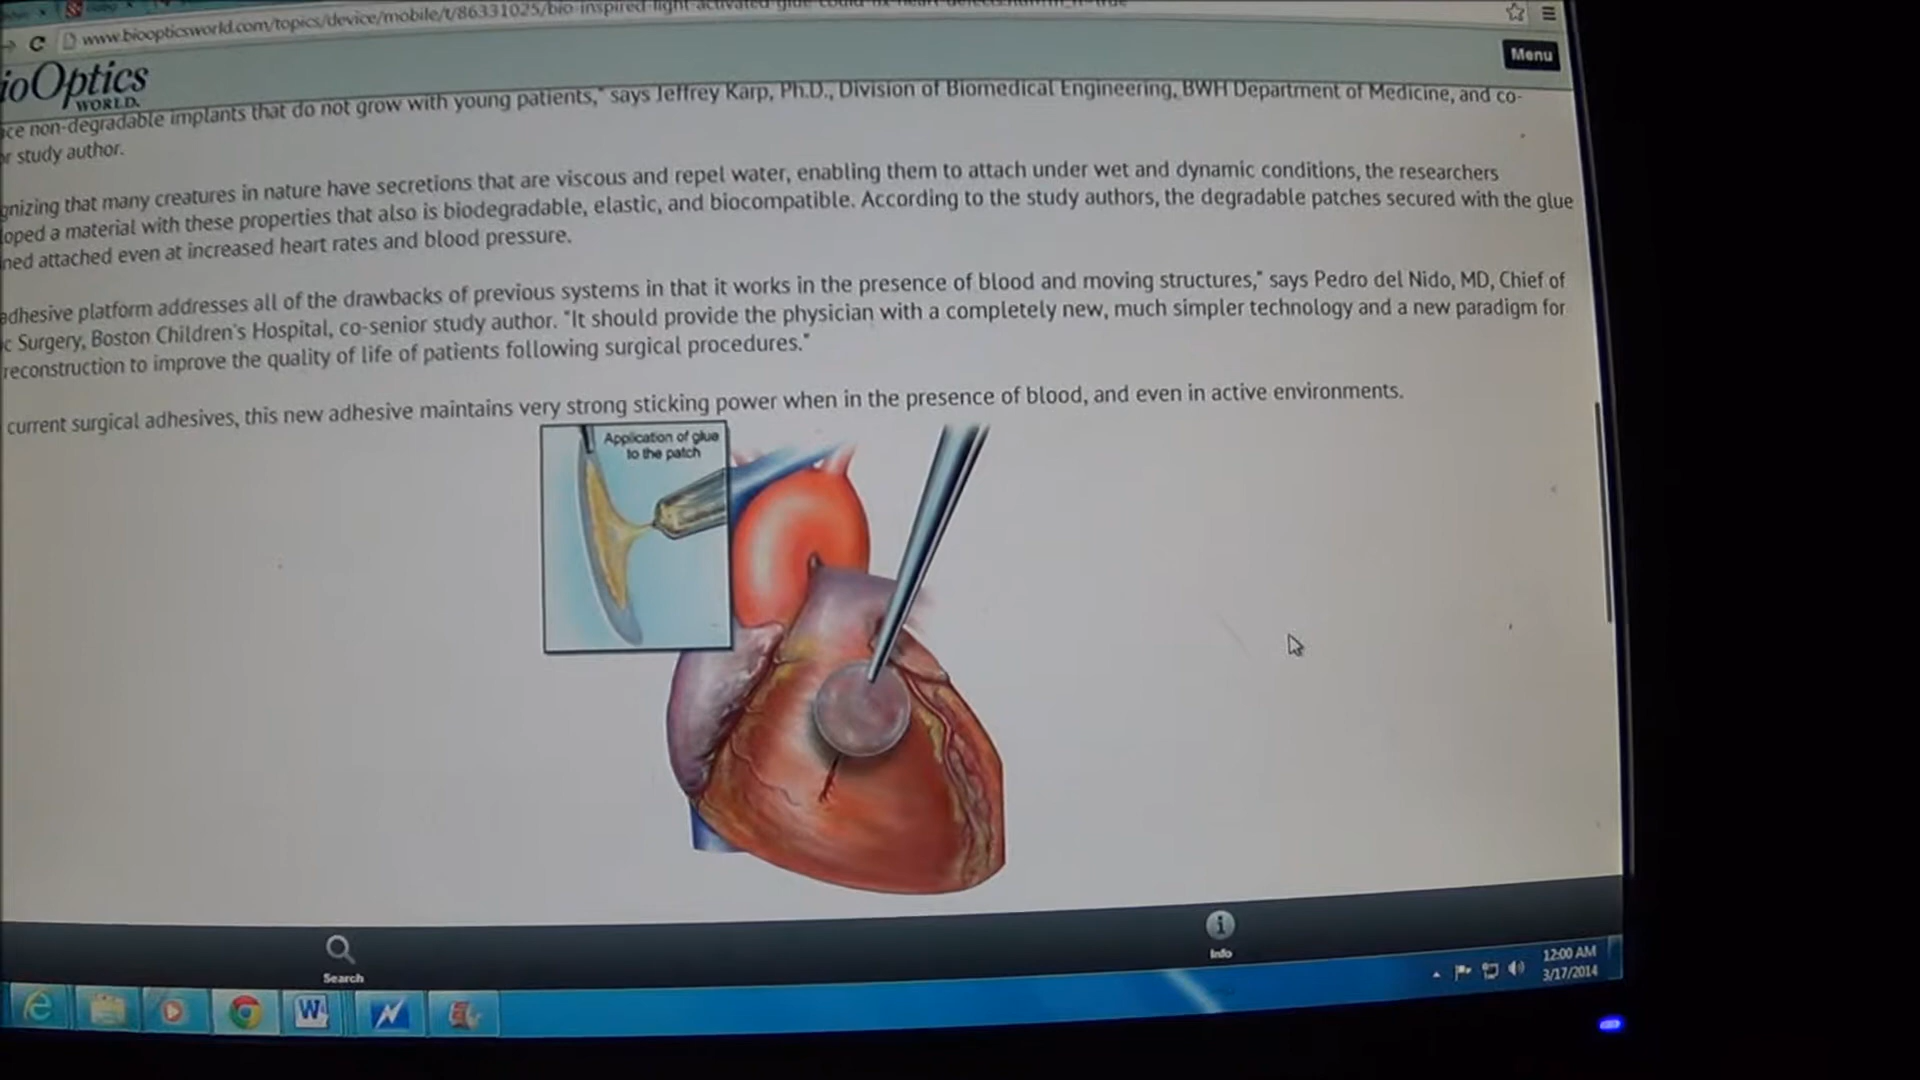 www.bioopticsworld.com/topics/device/mobile/t/86331025/bio-inspired-light-activated-glue-could-fix-heart-defects
Menu
ioOptics
WORLD.
ce non-degradable implants that do not grow with young patients," says Jeffrey Karp, Ph.D., Division of Biomedical Engineering, BWH Department of Medicine, and co-
or study author.
gnizing that many creatures in nature have secretions that are viscous and repel water, enabling them to attach under wet and dynamic conditions, the researchers
loped a material with these properties that also is biodegradable, elastic, and biocompatible. According to the study authors, the degradable patches secured with the glue
ned attached even at increased heart rates and blood pressure.
adhesive platform addresses all of the drawbacks of previous systems in that it works in the presence of blood and moving structures," says Pedro del Nido, MD, Chief of
c Surgery, Boston Children's Hospital, co-senior study author. "It should provide the physician with a completely new, much simpler technology and a new paradigm for
reconstruction to improve the quality of life of patients following surgical procedures."
current surgical adhesives, this new adhesive maintains very strong sticking power when in the presence of blood, and even in active environments.
Application of glue
to the patch
Search
Info
12:00 AM
3/17/2014